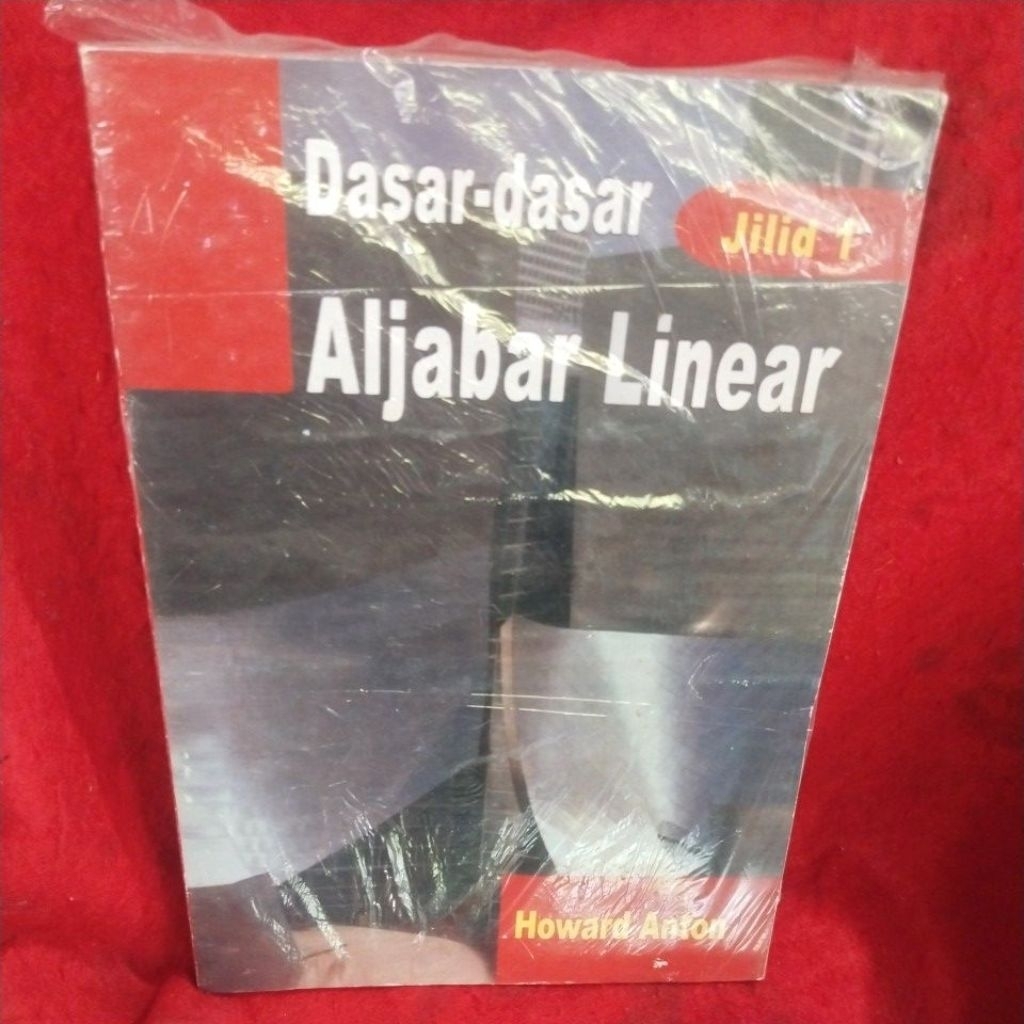 Dasar-dasar
Jilid 1
Aljabar Linear
Howard Anton